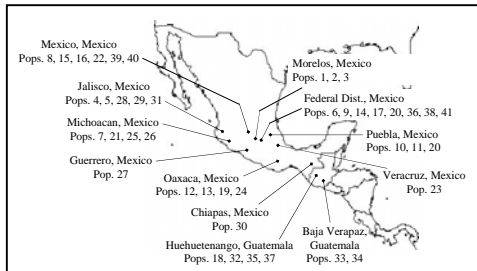 Mexico, Mexico
Pops. 8, 15, 16, 22, 39, 40
Morelos, Mexico
Pops. 1, 2, 3
Jalisco, Mexico
Pops. 4, 5, 28, 29, 31
Federal Dist., Mexico
Pops. 6, 9, 14, 17, 20, 36, 38, 41
Michoacan, Mexico
Pops. 7, 21, 25, 26
Puebla, Mexico
Pops. 10, 11, 20
Guerrero, Mexico
Pop. 27
Veracruz, Mexico
Pop. 23
Oaxaca, Mexico
Pops. 12, 13, 19, 24
Chiapas, Mexico
Pop. 30
Baja Verapaz,
Guatemala
Pops. 33, 34
Huehuetenango, Guatemala
Pops. 18, 32, 35, 37